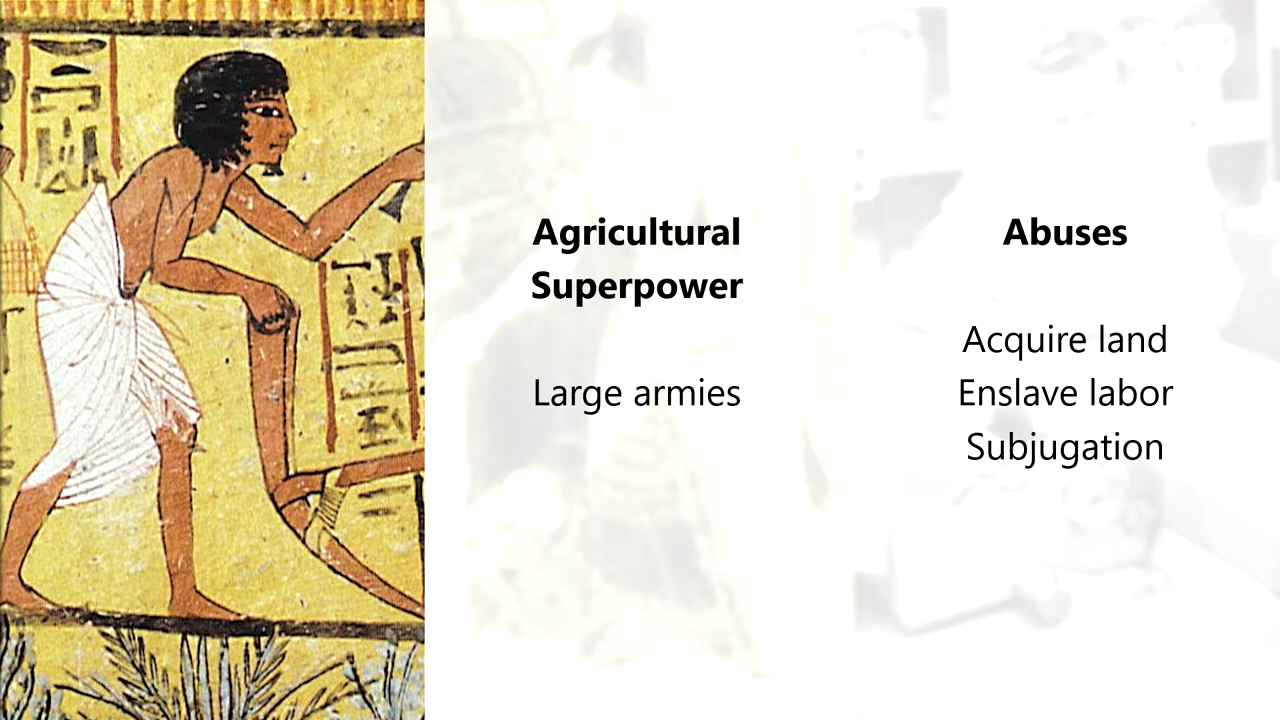 Agricultural
Superpower
Large armies
Abuses
Acquire land
Enslave labor
Subjugation